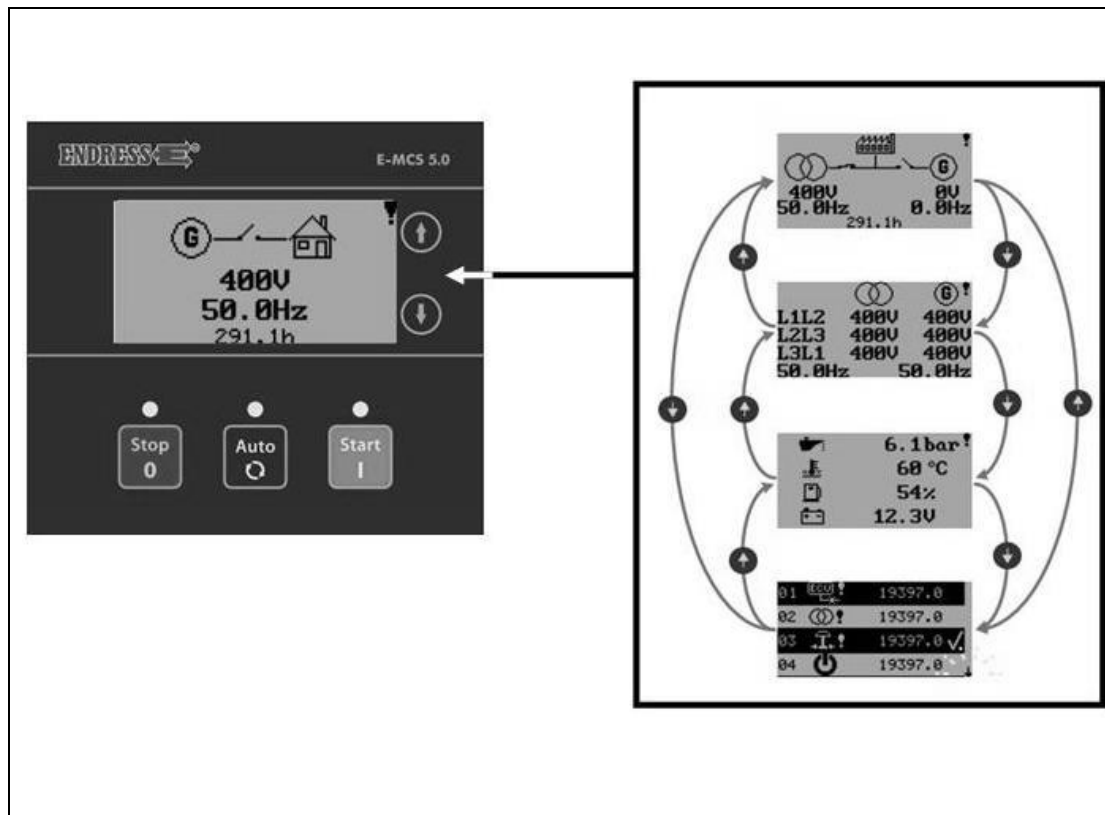 ENDRESS
E-MCS 5.0
G
400V
50.0Hz
291.1h
Stop
0
Auto
Start
I
G
400V 0V
50.0Hz 0.0Hz
291.1h
G !
L1L2 400V 400V
L2L3 400V 400V
L3L1 400V 400V
50.0Hz 50.0Hz
6.1bar !
60 °C
54%
12.3V
01 ECU ! 19397.0
02 ! 19397.0
03 ! 19397.0
04 19397.0